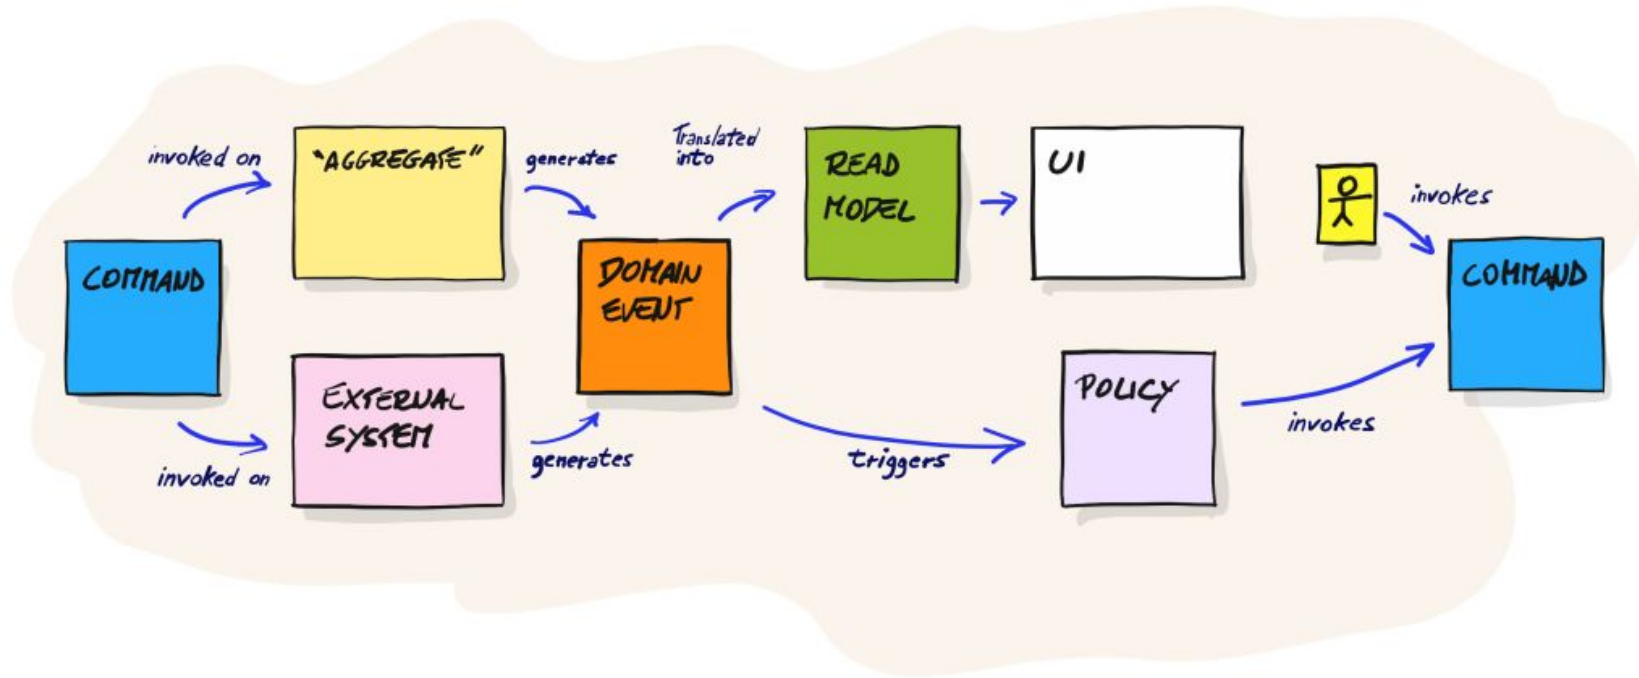 invoked on
"AGGREGATE"
generates
Translated
into
READ
MODEL
UI
invokes
COMMAND
DOMAIN
EVENT
COMMAND
EXTERNAL
SYSTEM
POLICY
invoked on
generates
triggers
invokes